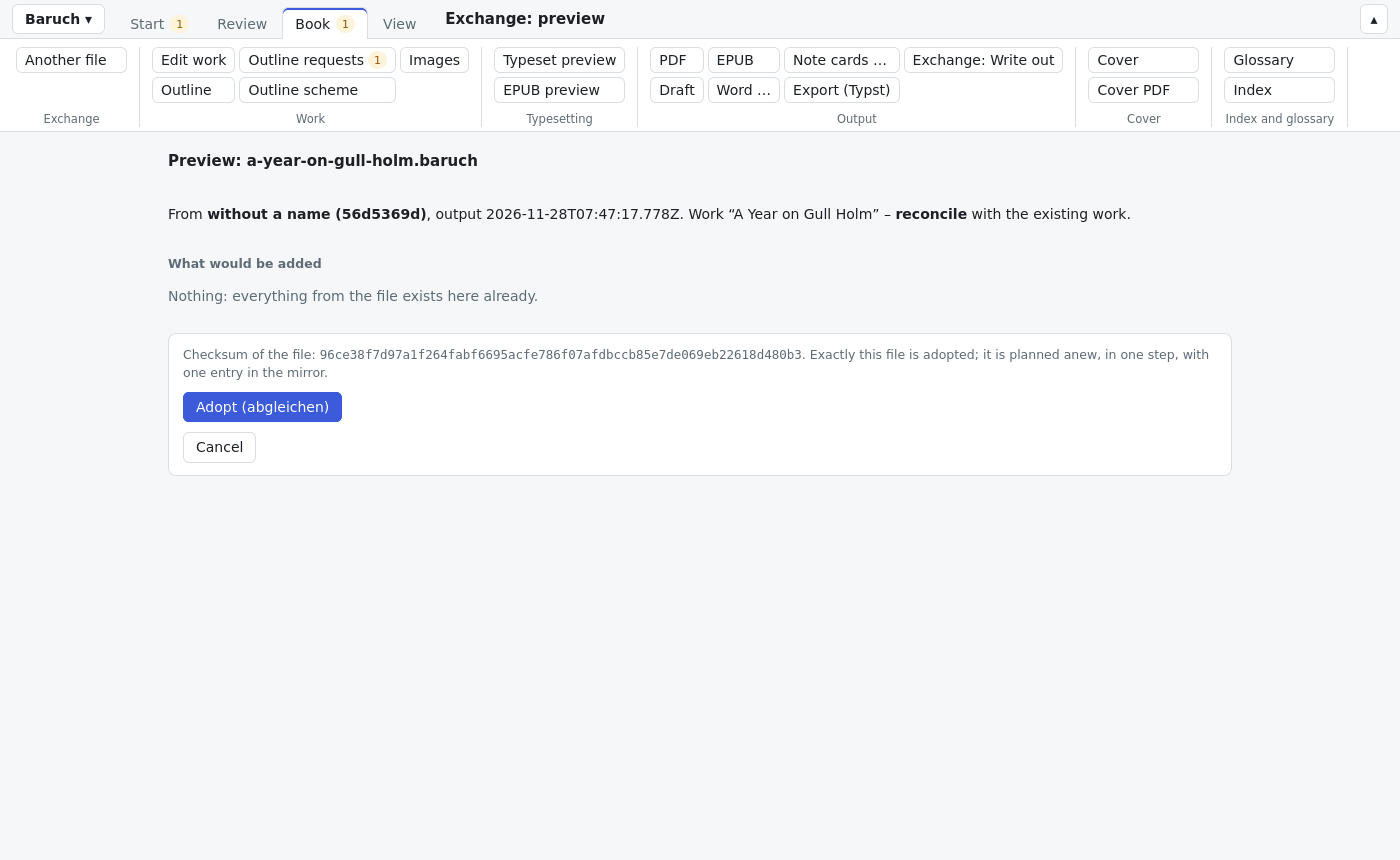 Baruch ▾
Start 1
Review
Book 1
View
Exchange: preview
▴
Another file
Edit work
Outline requests 1
Images
Typeset preview
PDF
EPUB
Note cards …
Exchange: Write out
Cover
Glossary
Outline
Outline scheme
EPUB preview
Draft
Word …
Export (Typst)
Cover PDF
Index
Exchange
Work
Typesetting
Output
Cover
Index and glossary
Preview: a-year-on-gull-holm.baruch
From without a name (56d5369d), output 2026-11-28T07:47:17.778Z. Work “A Year on Gull Holm” – reconcile with the existing work.
What would be added
Nothing: everything from the file exists here already.
Checksum of the file: 96ce38f7d97a1f264fabf6695acfe786f07afdbccb85e7de069eb22618d480b3. Exactly this file is adopted; it is planned anew, in one step, with
one entry in the mirror.
Adopt (abgleichen)
Cancel